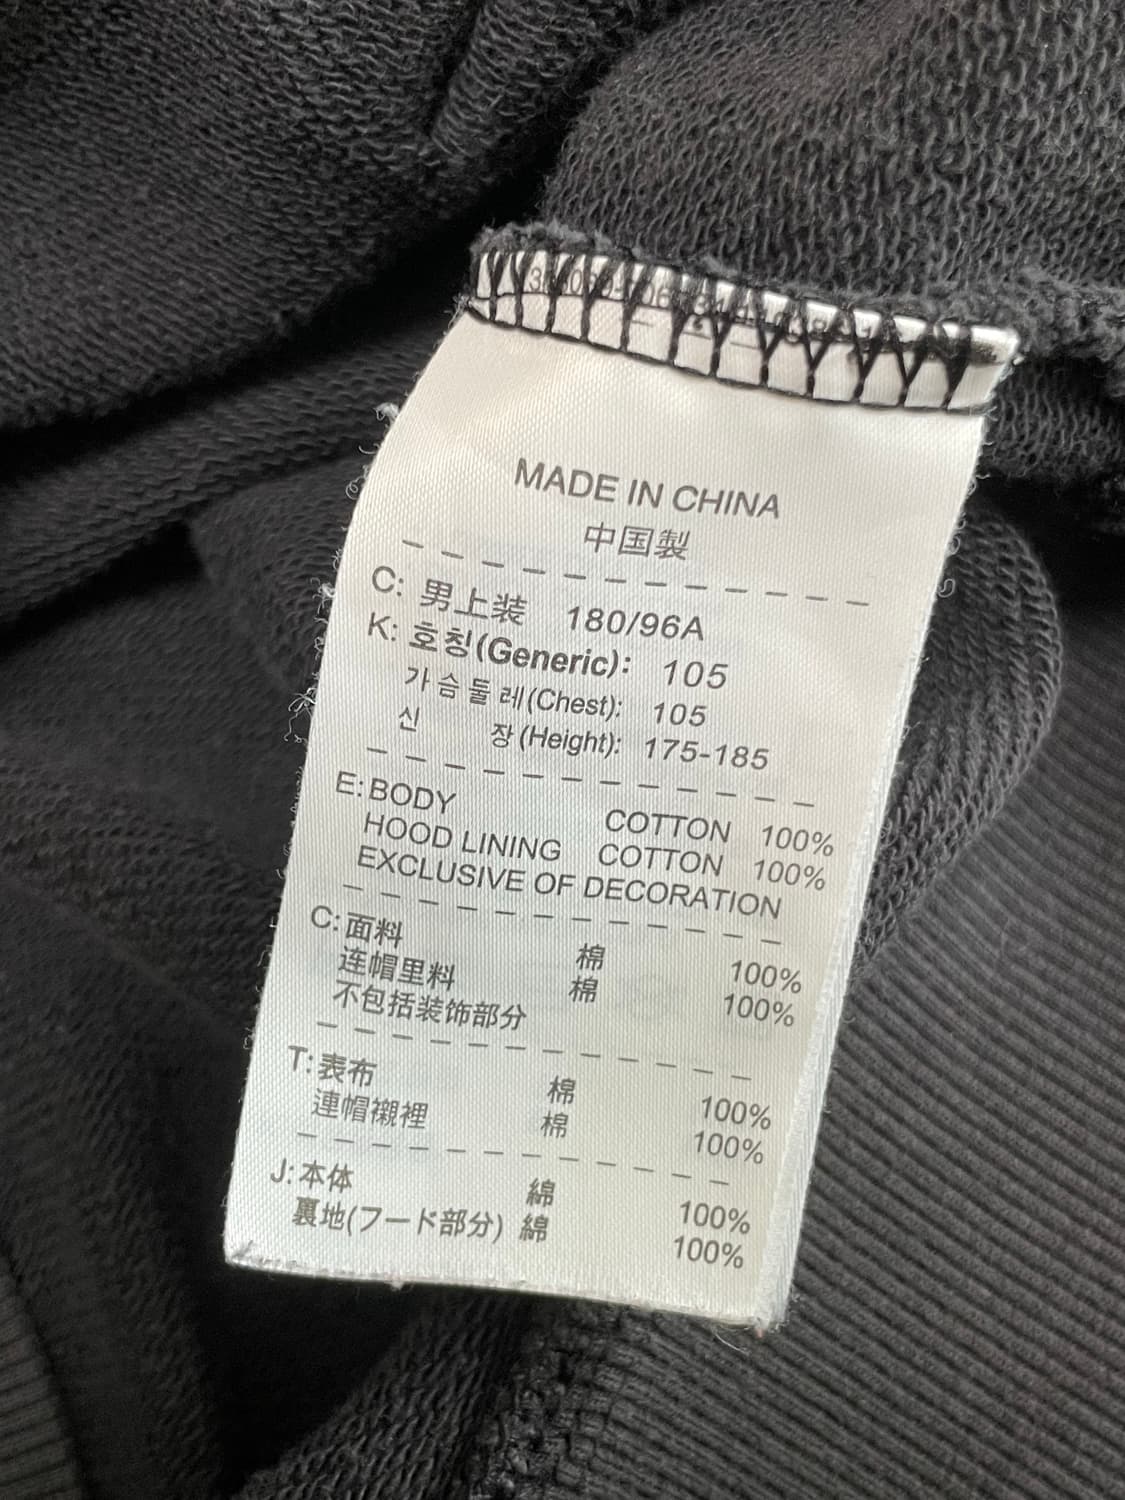 MADE IN CHINA
中国製
C: 男上装 180/96A
K: 호칭(Generic): 105
가슴둘레(Chest): 105
신 장(Height): 175-185
E: BODY COTTON 100%
HOOD LINING COTTON 100%
EXCLUSIVE OF DECORATION
C: 面料 棉 100%
连帽里料 棉 100%
不包括装饰部分
T: 表布 棉 100%
連帽襯裡 棉 100%
J: 本体 綿 100%
裏地(フード部分) 綿 100%